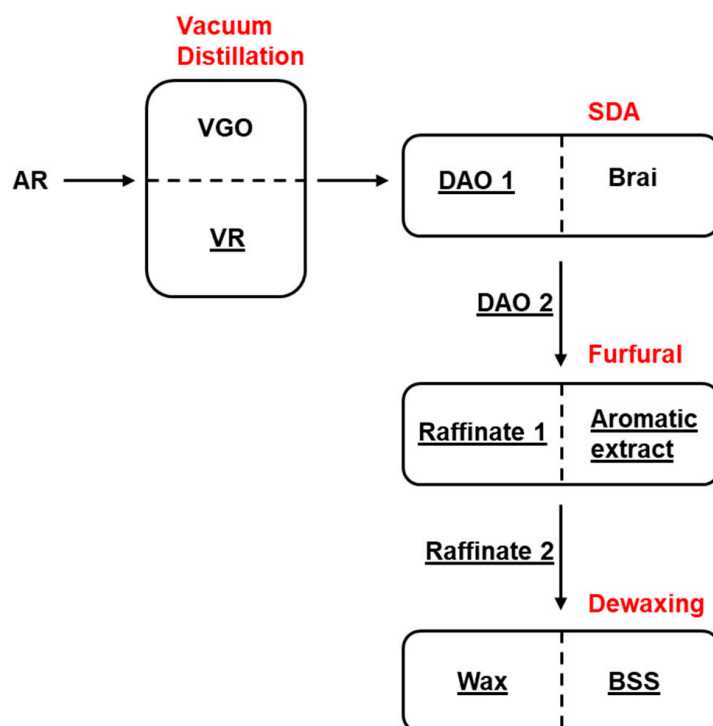 Vacuum
Distillation
VGO
AR
VR
SDA
DAO 1
Brai
DAO 2
Furfural
Raffinate 1
Aromatic
extract
Raffinate 2
Dewaxing
Wax
BSS